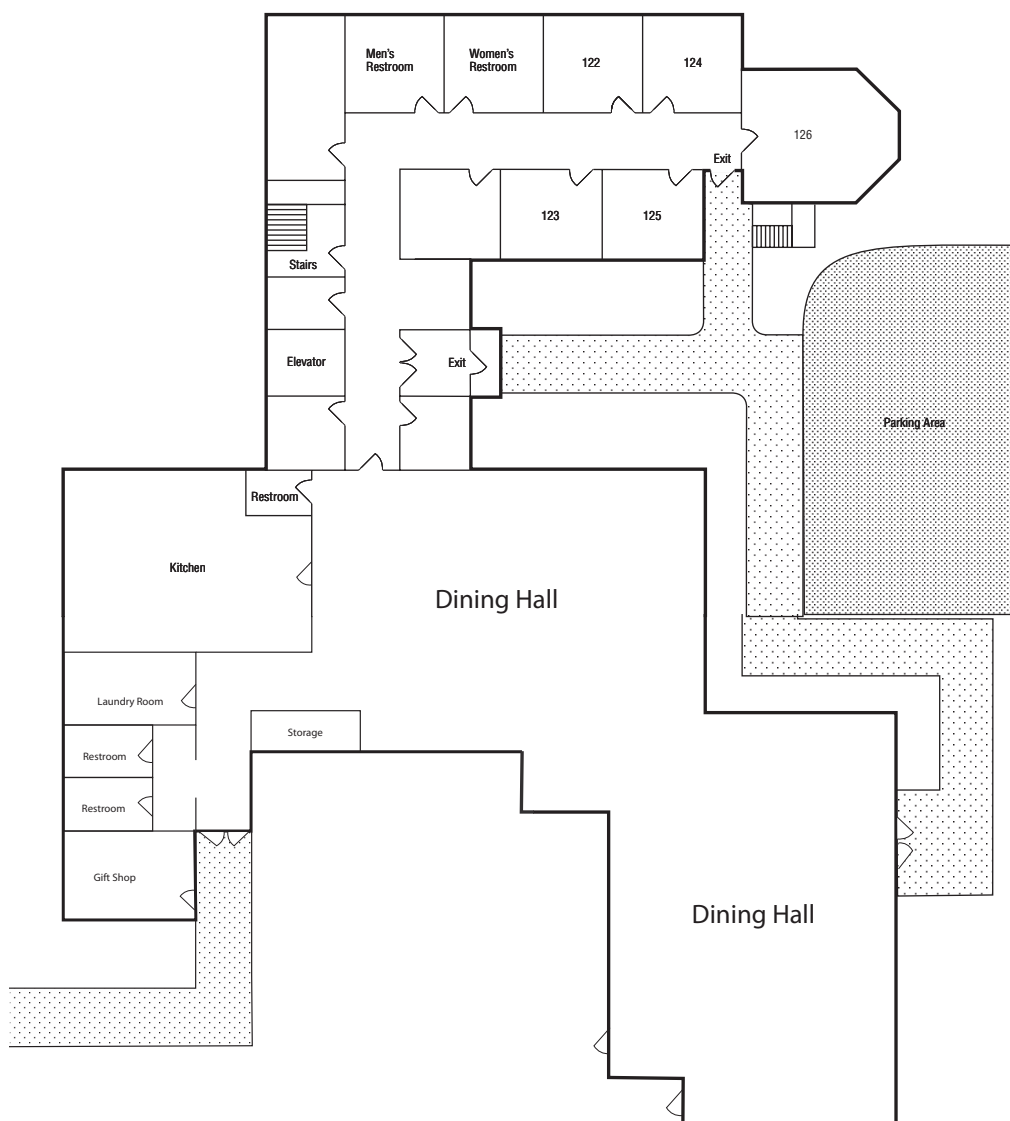 Men's
Restroom
Women's
Restroom
122
124
126
Exit
123
125
Stairs
Elevator
Exit
Parking Area
Restroom
Kitchen
Dining Hall
Laundry Room
Storage
Restroom
Restroom
Gift Shop
Dining Hall